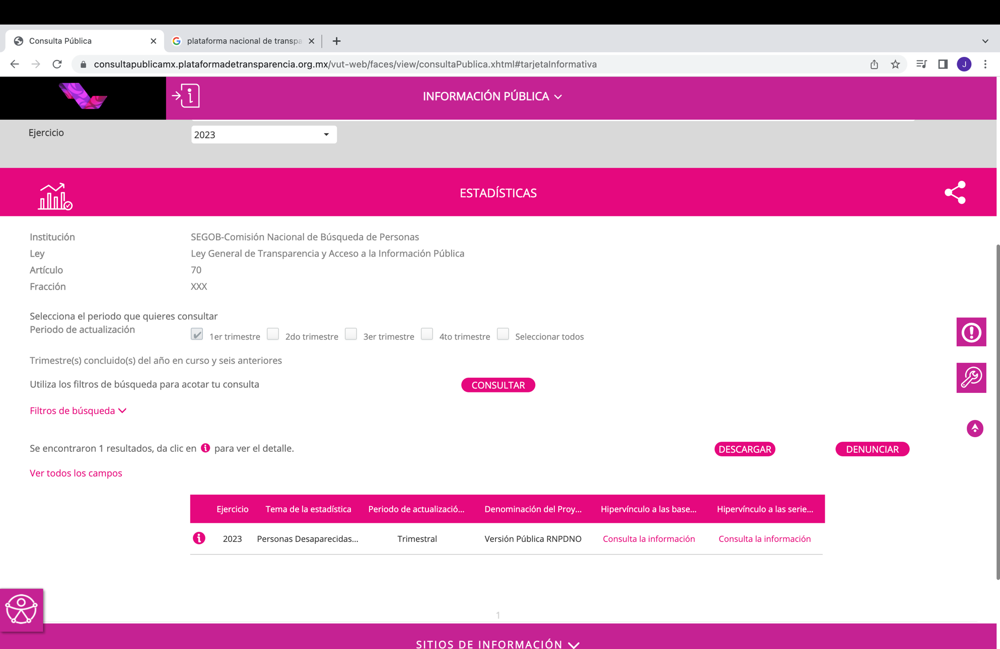 Consulta Pública
plataforma nacional de transpa
consultapublicamx.plataformadetransparencia.org.mx/vut-web/faces/view/consultaPublica.xhtml#tarjetaInformativa
J
INFORMACIÓN PÚBLICA
Ejercicio 2023
ESTADÍSTICAS
Institución SEGOB-Comisión Nacional de Búsqueda de Personas
Ley Ley General de Transparencia y Acceso a la Información Pública
Artículo 70
Fracción XXX
Selecciona el periodo que quieres consultar
Periodo de actualización
1er trimestre 2do trimestre 3er trimestre 4to trimestre Seleccionar todos
Trimestre(s) concluido(s) del año en curso y seis anteriores
Utiliza los filtros de búsqueda para acotar tu consulta CONSULTAR
Filtros de búsqueda
Se encontraron 1 resultados, da clic en i para ver el detalle. DESCARGAR DENUNCIAR
Ver todos los campos
Ejercicio Tema de la estadística Periodo de actualizació... Denominación del Proy... Hipervínculo a las base... Hipervínculo a las serie...
i 2023 Personas Desaparecidas... Trimestral Versión Pública RNPDNO Consulta la información Consulta la información
1
SITIOS DE INFORMACIÓN